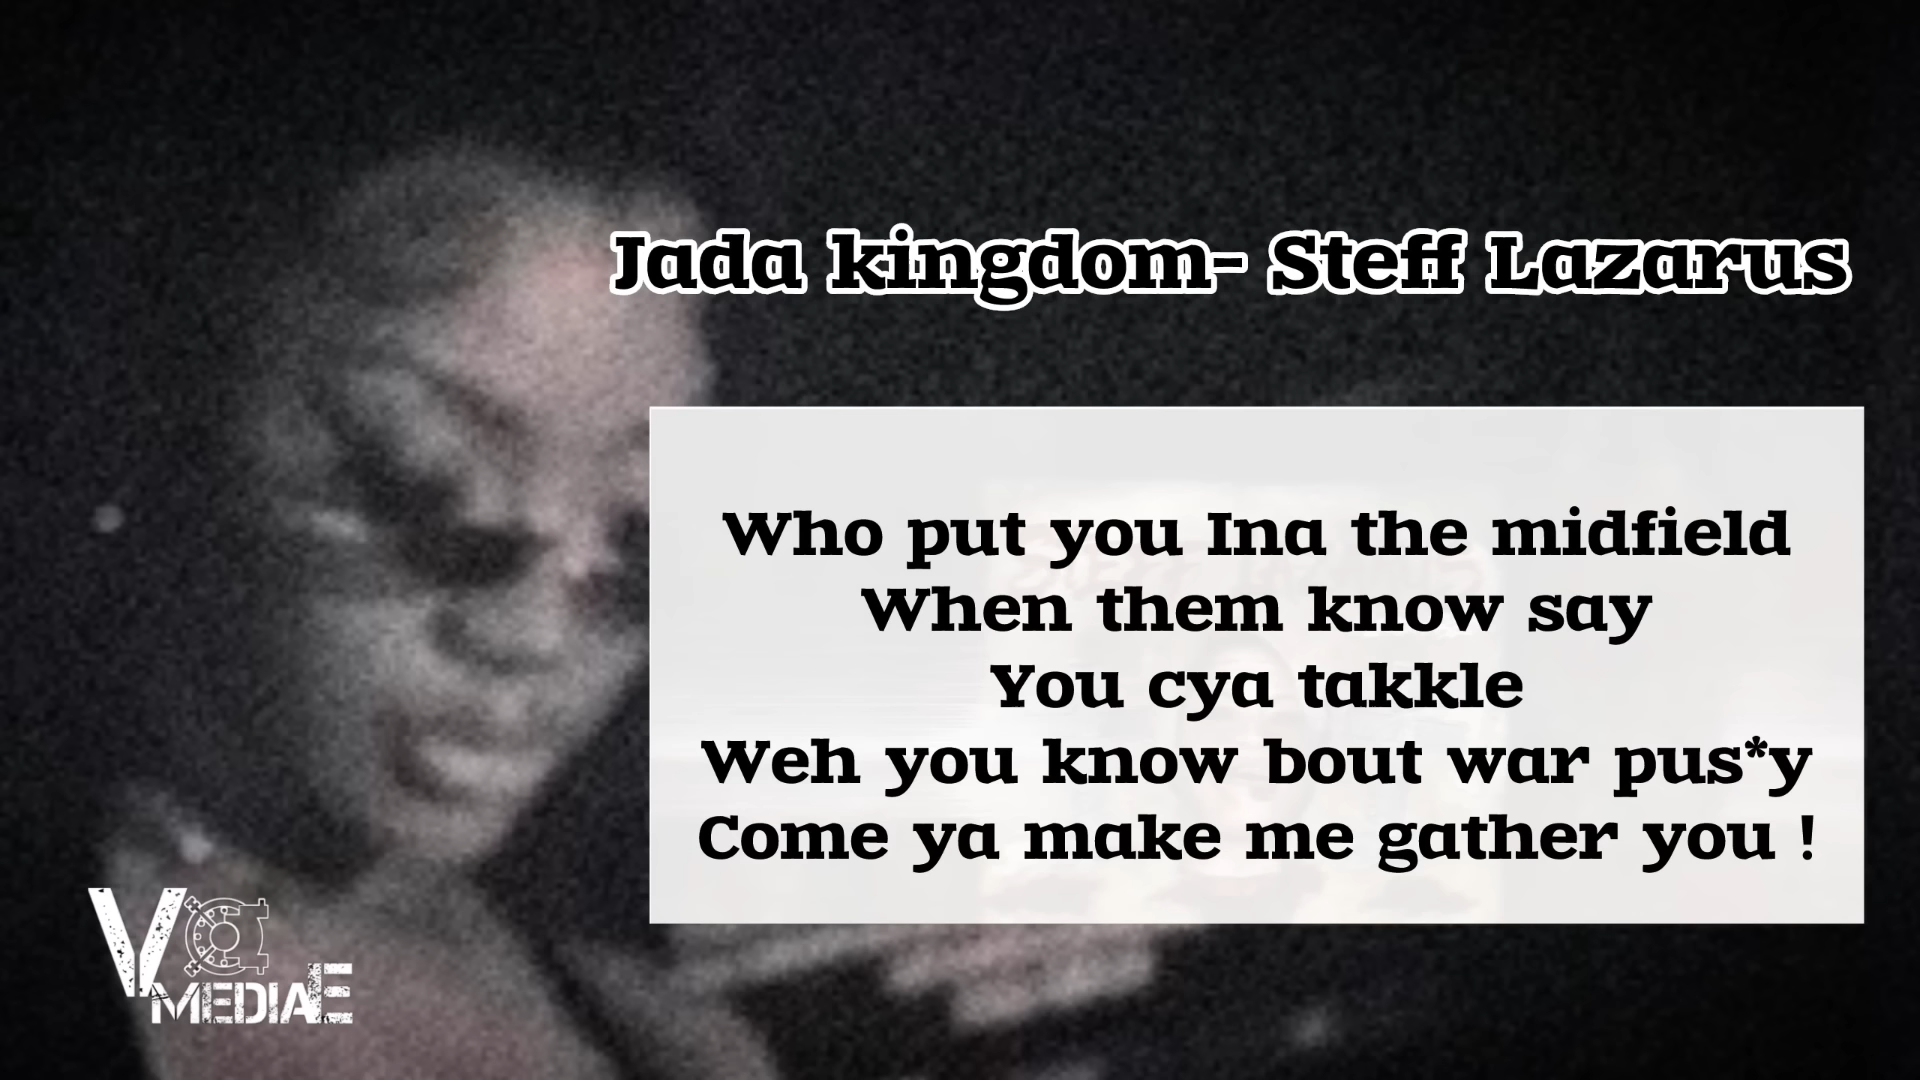 Jada kingdom- Steff Lazarus
Who put you Ina the midfield
When them know say
You cya takkle
Weh you know bout war pus*y
Come ya make me gather you !
V
MEDIAE